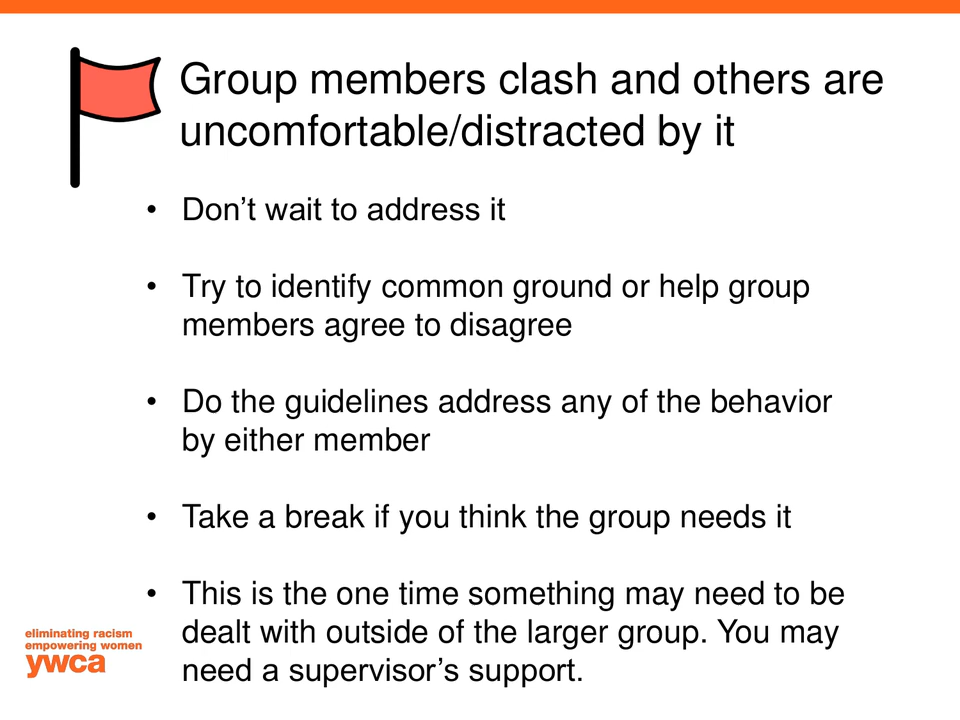 Group members clash and others are
uncomfortable/distracted by it
• Don’t wait to address it
• Try to identify common ground or help group
members agree to disagree
• Do the guidelines address any of the behavior
by either member
• Take a break if you think the group needs it
• This is the one time something may need to be
dealt with outside of the larger group. You may
need a supervisor’s support.
eliminating racism
empowering women
ywca